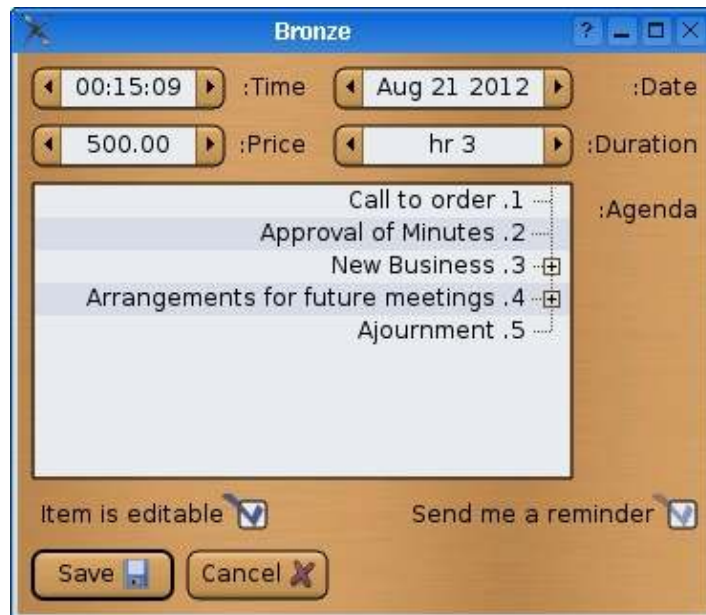 Bronze
00:15:09 :Time Aug 21 2012 :Date
500.00 :Price hr 3 :Duration
:Agenda
Call to order .1
Approval of Minutes .2
New Business .3
Arrangements for future meetings .4
Ajournment .5
Item is editable Send me a reminder
Save Cancel